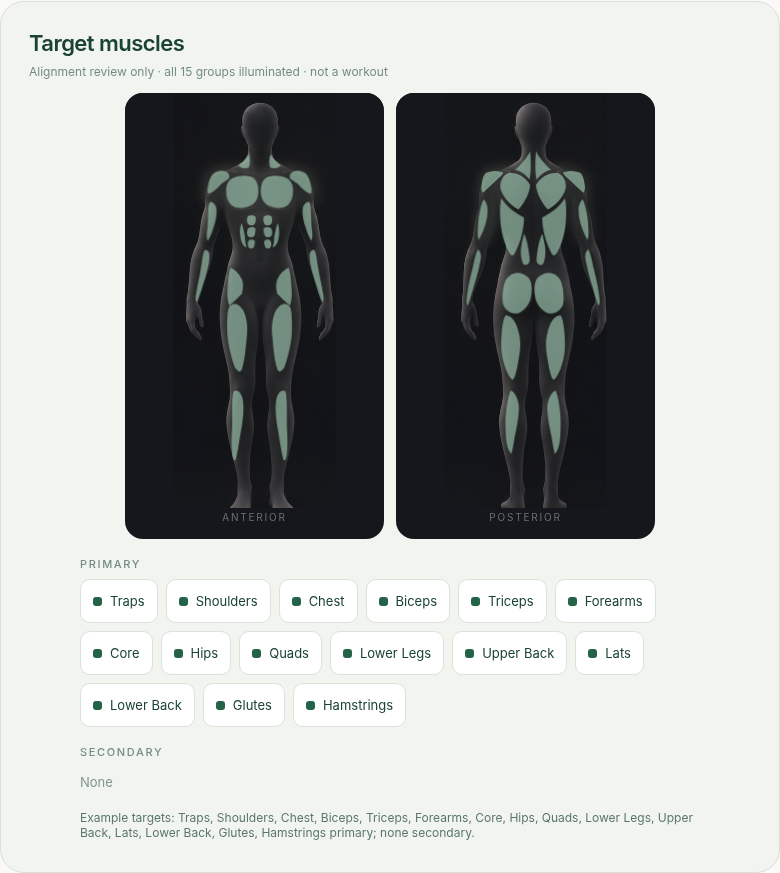 Target muscles
Alignment review only · all 15 groups illuminated · not a workout
ANTERIOR
POSTERIOR
PRIMARY
Traps
Shoulders
Chest
Biceps
Triceps
Forearms
Core
Hips
Quads
Lower Legs
Upper Back
Lats
Lower Back
Glutes
Hamstrings
SECONDARY
None
Example targets: Traps, Shoulders, Chest, Biceps, Triceps, Forearms, Core, Hips, Quads, Lower Legs, Upper
Back, Lats, Lower Back, Glutes, Hamstrings primary; none secondary.